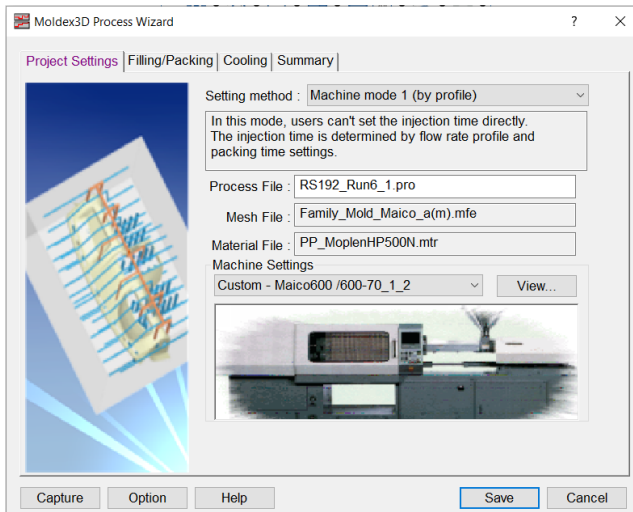 Moldex3D Process Wizard
Project Settings Filling/Packing Cooling Summary
Setting method : Machine mode 1 (by profile)
In this mode, users can't set the injection time directly.
The injection time is determined by flow rate profile and
packing time settings.
Process File : RS192_Run6_1.pro
Mesh File : Family_Mold_Maico_a(m).mfe
Material File : PP_MoplenHP500N.mtr
Machine Settings
Custom - Maico600 /600-70_1_2 View...
Capture Option Help Save Cancel